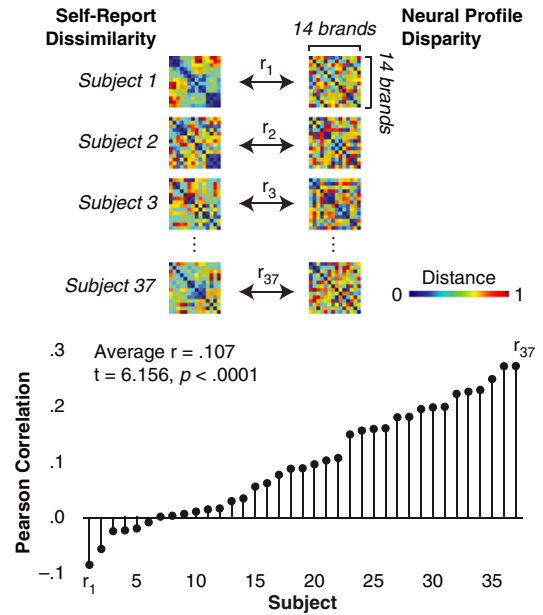 Self-Report
Dissimilarity
14 brands
Neural Profile
Disparity
Subject 1
r1
14 brands
Subject 2
r2
Subject 3
r3
⋮
⋮
Subject 37
r37
Distance
0
1
Average r = .107
t = 6.156, p < .0001
Pearson Correlation
.3
.2
.1
.0
–.1
r37
r1
5
10
15
20
25
30
35
Subject